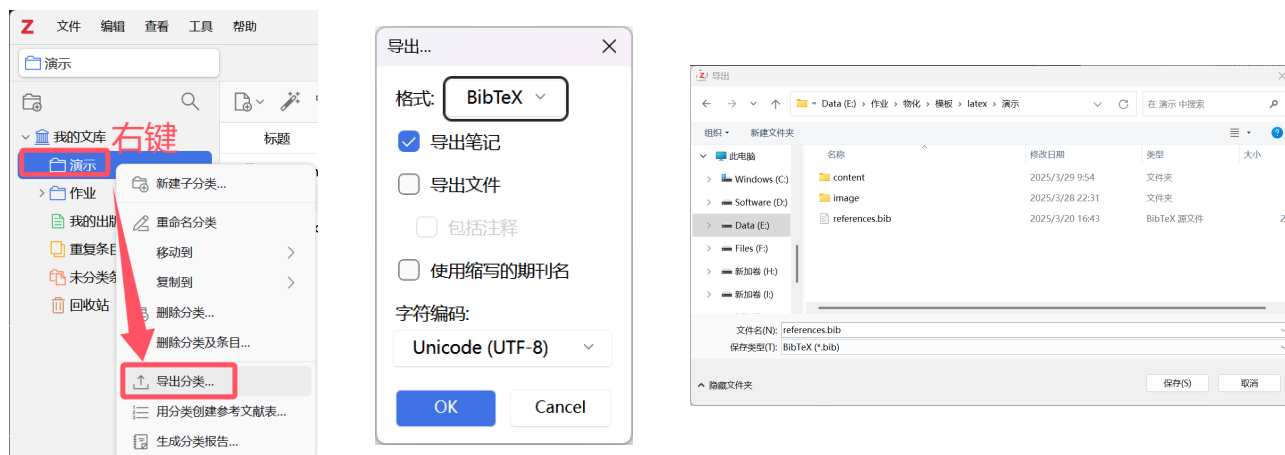 Z 文件 编辑 查看 工具 帮助
演示
标题
我的文库
右键
演示
作业
我的出版
重复条目
未分类条
回收站
新建子分类...
重命名分类
移动到
复制到
删除分类...
删除分类及条目...
导出分类...
用分类创建参考文献表...
生成分类报告...
导出...
格式: BibTeX
导出笔记
导出文件
包括注释
使用缩写的期刊名
字符编码:
Unicode (UTF-8)
OK Cancel
Z 导出
« Data (E:) › 作业 › 物化 › 模板 › latex › 演示 在 演示 中搜索
组织 新建文件夹
此电脑
Windows (C:)
Software (D:)
Data (E:)
Files (F:)
新加卷 (H:)
新加卷 (I:)
名称 修改日期 类型 大小
content 2025/3/29 9:54 文件夹
image 2025/3/28 22:31 文件夹
references.bib 2025/3/20 16:43 BibTeX 源文件 2
文件名(N): references.bib
保存类型(T): BibTeX (*.bib)
隐藏文件夹 保存(S) 取消